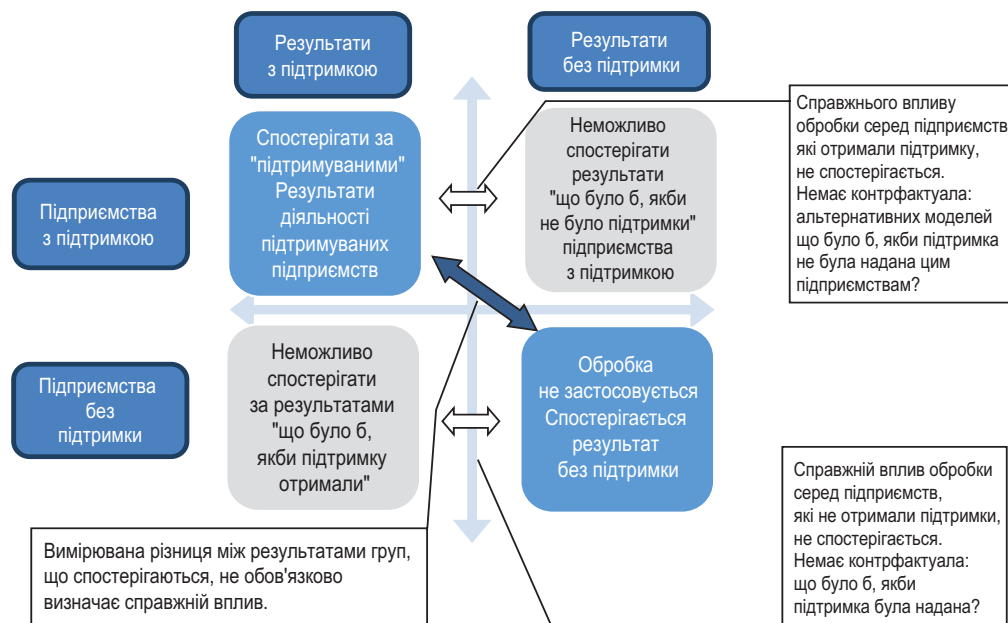 Результати
з підтримкою
Результати
без підтримки
Підприємства
з підтримкою
Спостерігати за
"підтримуваними"
Результати
діяльності
підтримуваних
підприємств
Неможливо
спостерігати
результати
"що було б, якби
не було підтримки"
підприємства
з підтримкою
Справжнього впливу
обробки серед підприємств
які отримали підтримку,
не спостерігається.
Немає контрфактуала:
альтернативних моделей
що було б, якби підтримка
не була надана цим
підприємствам?
Підприємства
без
підтримки
Неможливо
спостерігати
за результатами
"що було б,
якби підтримку
отримали"
Обробка
не застосовується
Спостерігається
результат
без підтримки
Справжній вплив обробки
серед підприємств,
які не отримали підтримки,
не спостерігається.
Немає контрфактуала:
що було б, якби
підтримка була надана?
Вимірювана різниця між результатами груп,
що спостерігаються, не обов'язково
визначає справжній вплив.